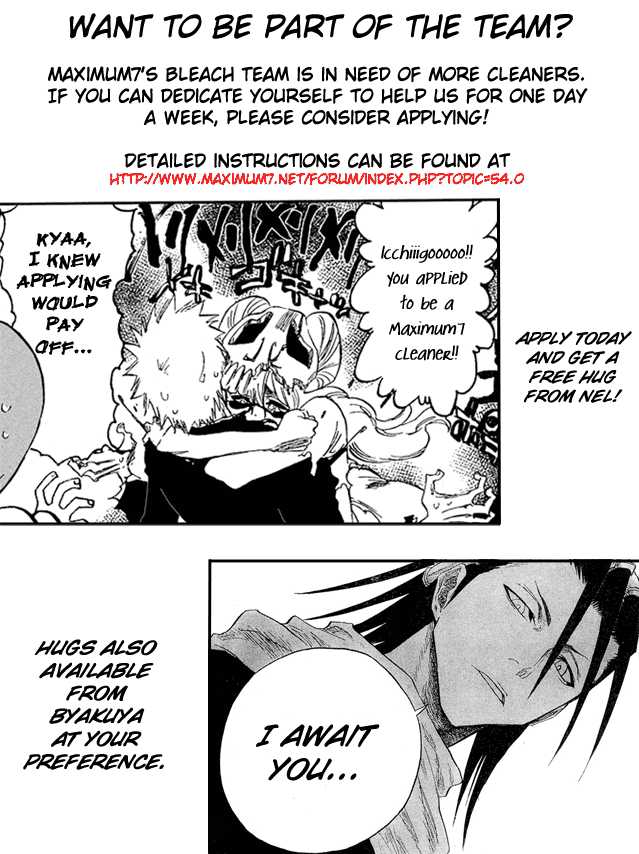 WANT TO BE PART OF THE TEAM?
MAXIMUM7'S BLEACH TEAM IS IN NEED OF MORE CLEANERS.
IF YOU CAN DEDICATE YOURSELF TO HELP US FOR ONE DAY
A WEEK, PLEASE CONSIDER APPLYING!
DETAILED INSTRUCTIONS CAN BE FOUND AT
HTTP://WWW.MAXIMUM7.NET/FORUM/INDEX.PHP?TOPIC=54.0
Icchiiigooooo!!
you applied
to be a
Maximum7
cleaner!!
KYAA,
I KNEW
APPLYING
WOULD
PAY
OFF...
APPLY TODAY
AND GET A
FREE HUG
FROM NEL!
HUGS ALSO
AVAILABLE
FROM
BYAKUYA
AT YOUR
PREFERENCE.
I AWAIT
YOU...